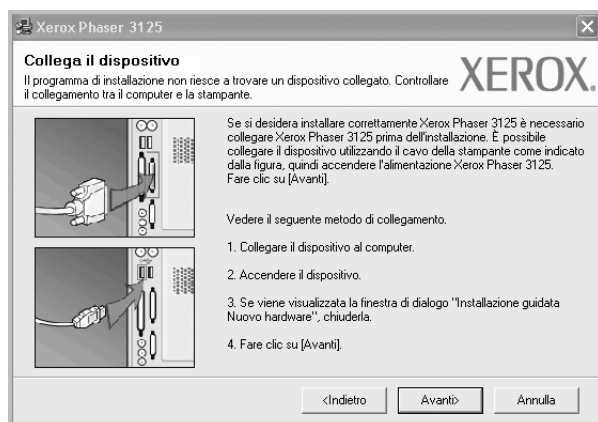 Xerox Phaser 3125
Collega il dispositivo
Il programma di installazione non riesce a trovare un dispositivo collegato. Controllare
il collegamento tra il computer e la stampante.
XEROX.
Se si desidera installare correttamente Xerox Phaser 3125 è necessario
collegare Xerox Phaser 3125 prima dell'installazione. È possibile
collegare il dispositivo utilizzando il cavo della stampante come indicato
dalla figura, quindi accendere l'alimentazione Xerox Phaser 3125.
Fare clic su [Avanti].
Vedere il seguente metodo di collegamento.
1. Collegare il dispositivo al computer.
2. Accendere il dispositivo.
3. Se viene visualizzata la finestra di dialogo "Installazione guidata
Nuovo hardware", chiuderla.
4. Fare clic su [Avanti].
<Indietro
Avanti>
Annulla